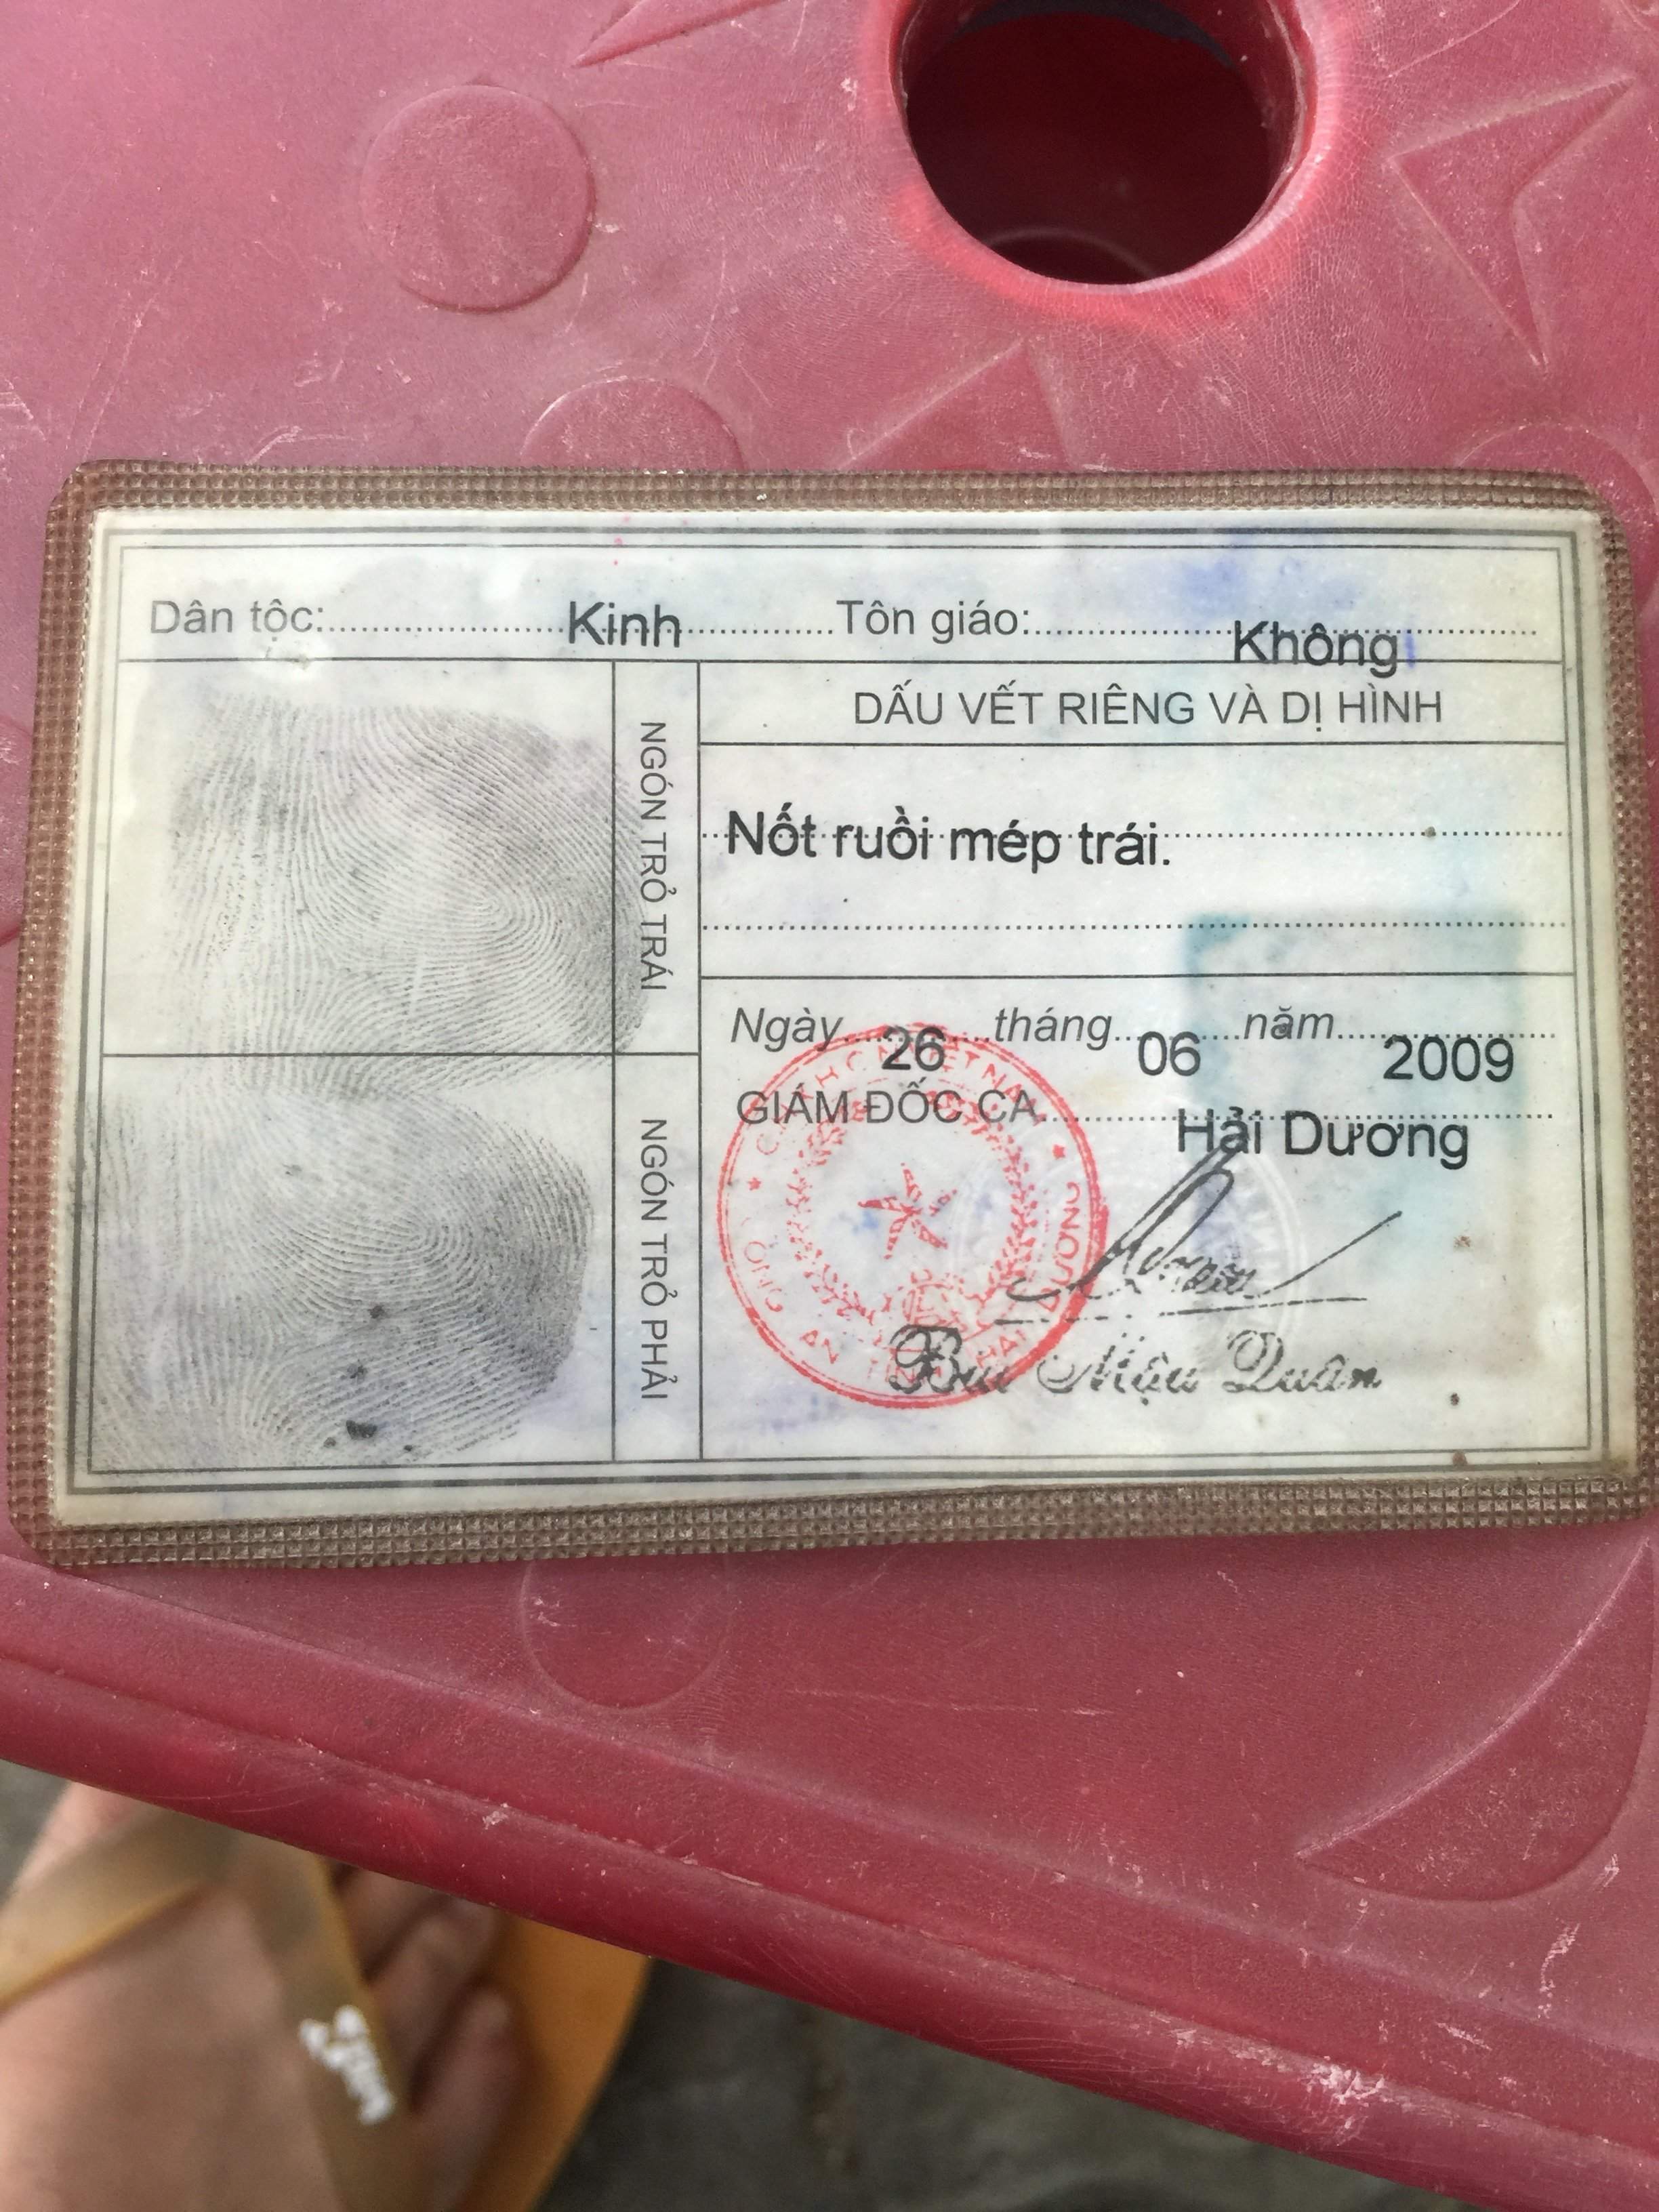 Dân tộc: Kinh Tôn giáo: Không
NGÓN TRỎ TRÁI
NGÓN TRỎ PHẢI
DẤU VẾT RIÊNG VÀ DỊ HÌNH
Nốt ruồi mép trái.
Ngày 26 tháng 06 năm 2009
GIÁM ĐỐC CA Hải Dương
Bùi Mậu Quân